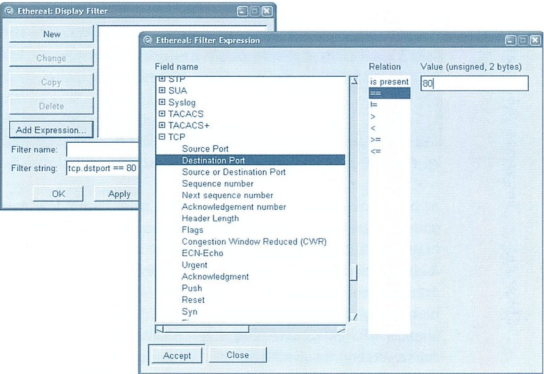 Ethereal: Display Filter
New
Change
Copy
Delete
Add Expression...
Filter name:
Filter string: tcp.dstport == 80
OK Apply
Ethereal: Filter Expression
Field name
STP
SUA
Syslog
TACACS
TACACS+
TCP
Source Port
Destination Port
Source or Destination Port
Sequence number
Next sequence number
Acknowledgement number
Header Length
Flags
Congestion Window Reduced (CWR)
ECN-Echo
Urgent
Acknowledgment
Push
Reset
Syn
Relation
is present
==
!=
>
<
>=
<=
Value (unsigned, 2 bytes)
80
Accept Close